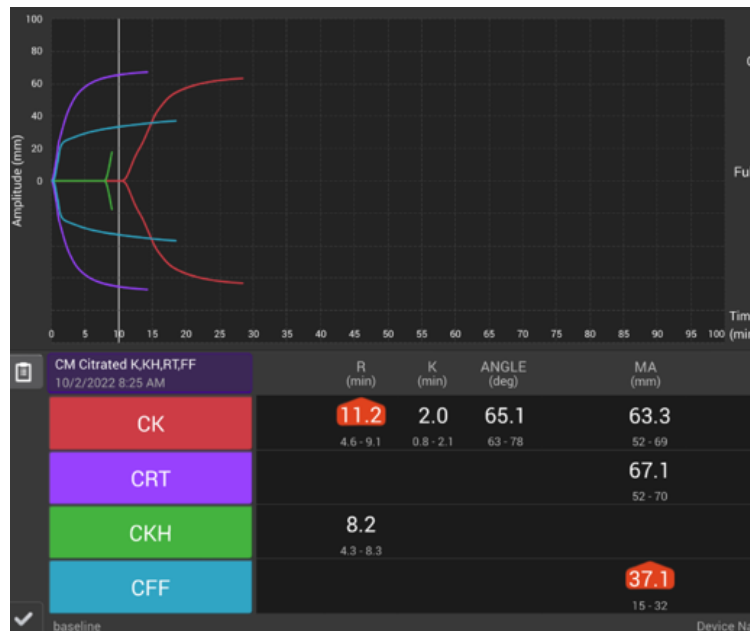 100
80
60
40
20
0
Amplitude (mm)
Tim
0 5 10 15 20 25 30 35 40 45 50 55 60 65 70 75 80 85 90 95 100 (min
CM Citrated K,KH,RT,FF
10/2/2022 8:25 AM
R K ANGLE MA
(min) (min) (deg) (mm)
CK 11.2 2.0 65.1 63.3
4.6 - 9.1 0.8 - 2.1 63 - 78 52 - 69
CRT 67.1
52 - 70
CKH 8.2
4.3 - 8.3
CFF 37.1
15 - 32
baseline Device Na